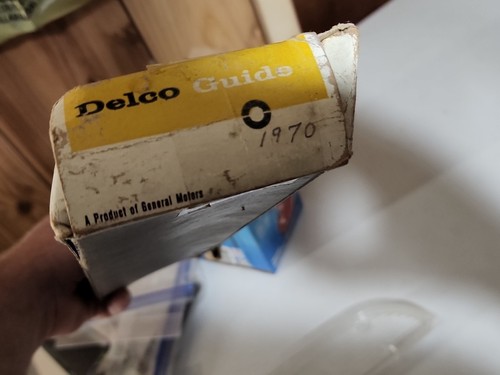 Delco Guide
1970
A Product of General Motors